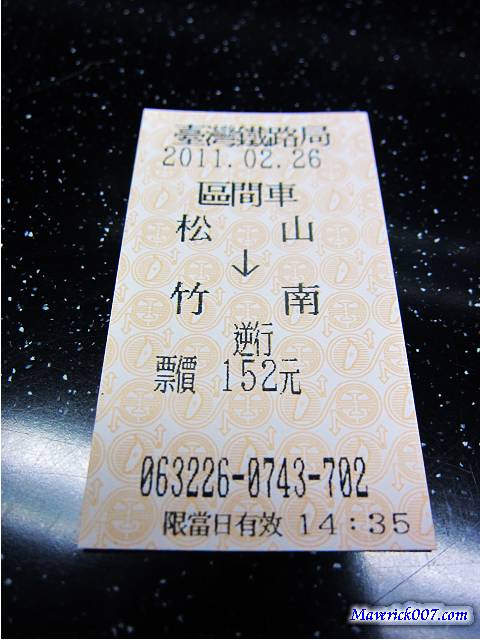 臺灣鐵路局
2011.02.26
區間車
松山
↓
竹南
逆行
票價 152元
063226-0743-702
限當日有效 14:35
Maverick007.com